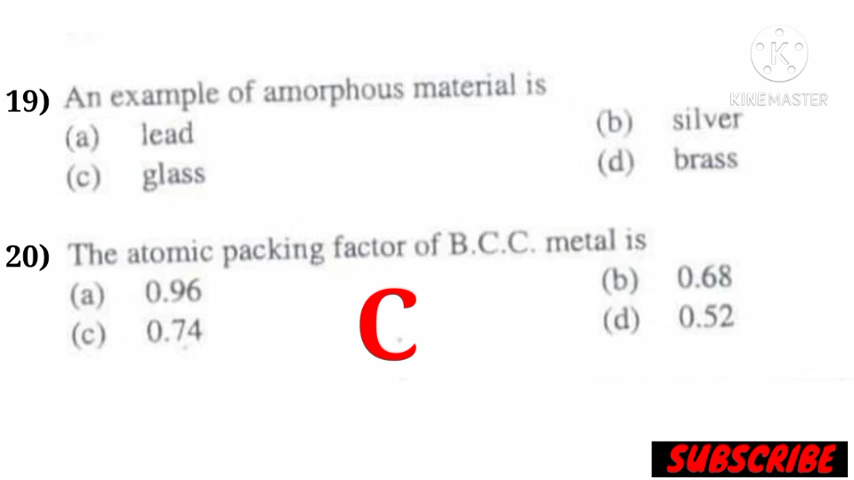 KINEMASTER
19) An example of amorphous material is
(a) lead (b) silver
(c) glass (d) brass
20) The atomic packing factor of B.C.C. metal is
(a) 0.96 (b) 0.68
(c) 0.74 (d) 0.52
C
SUBSCRIBE